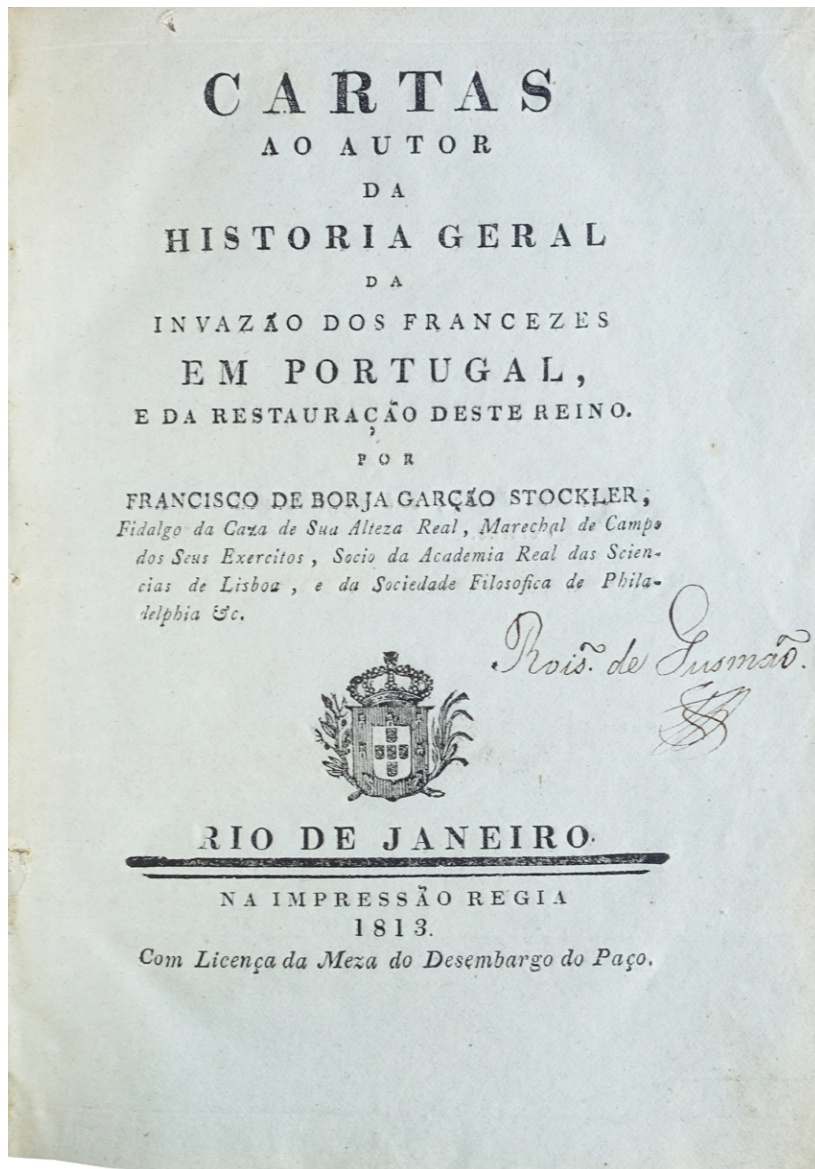 CARTAS
AO AUTOR
DA
HISTORIA GERAL
DA
INVAZÃO DOS FRANCEZES
EM PORTUGAL,
E DA RESTAURAÇÃO DESTE REINO.
POR
FRANCISCO DE BORJA GARÇÃO STOCKLER,
Fidalgo da Caza de Sua Alteza Real, Marechal de Campo
dos Seus Exercitos, Socio da Academia Real das Scien-
cias de Lisboa, e da Sociedade Filosofica de Phila-
delphia &c.
Rois. de Gusmão.
RIO DE JANEIRO.
NA IMPRESSÃO REGIA
1813.
Com Licença da Meza do Desembargo do Paço.